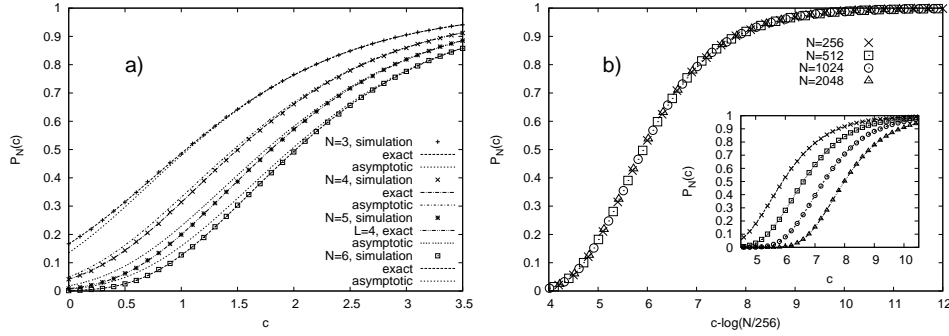 a)
P_N(c)
1
0.9
0.8
0.7
0.6
0.5
0.4
0.3
0.2
0.1
0
0 0.5 1 1.5 2 2.5 3 3.5
c
N=3, simulation
exact
asymptotic
N=4, simulation
exact
asymptotic
N=5, simulation
L=4, exact
asymptotic
N=6, simulation
exact
asymptotic
b)
P_N(c)
1
0.9
0.8
0.7
0.6
0.5
0.4
0.3
0.2
0.1
0
4 5 6 7 8 9 10 11 12
c-log(N/256)
N=256
N=512
N=1024
N=2048
P_N(c)
1
0.9
0.8
0.7
0.6
0.5
0.4
0.3
0.2
0.1
0
5 6 7 8 9 10
c